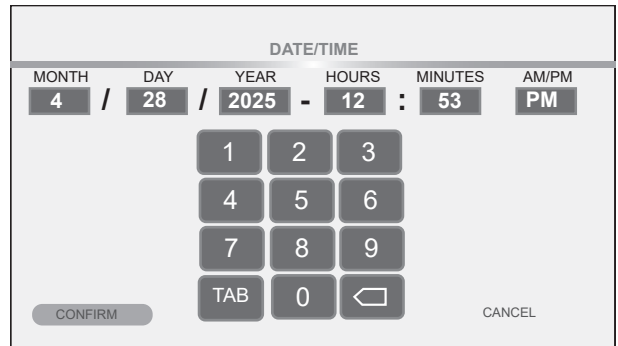 DATE/TIME
MONTH DAY YEAR HOURS MINUTES AM/PM
4 / 28 / 2025 - 12 : 53 PM
1 2 3
4 5 6
7 8 9
TAB 0
CONFIRM CANCEL